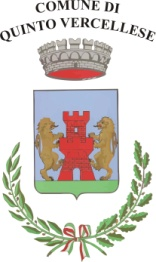 COMUNE DI
QUINTO VERCELLESE